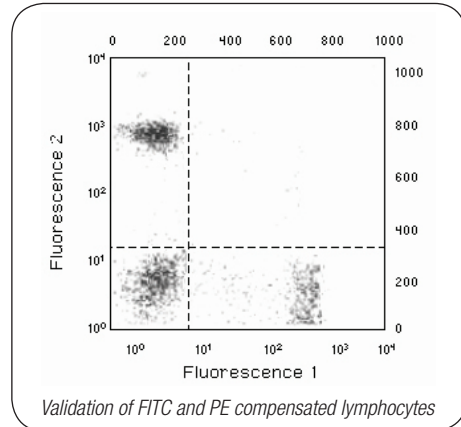 0 200 400 600 800 1000
10⁴ 1000
10³ 800
Fluorescence 2
10² 600
400
10¹ 200
10⁰ 0
10⁰ 10¹ 10² 10³ 10⁴
Fluorescence 1
Validation of FITC and PE compensated lymphocytes